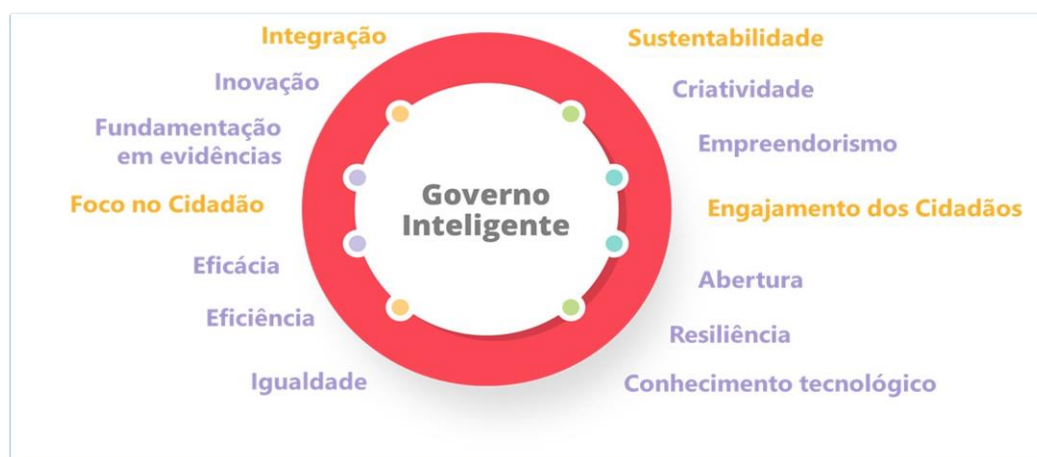 Integração
Inovação
Fundamentação
em evidências
Foco no Cidadão
Eficácia
Eficiência
Igualdade
Governo
Inteligente
Sustentabilidade
Criatividade
Empreendorismo
Engajamento dos Cidadãos
Abertura
Resiliência
Conhecimento tecnológico